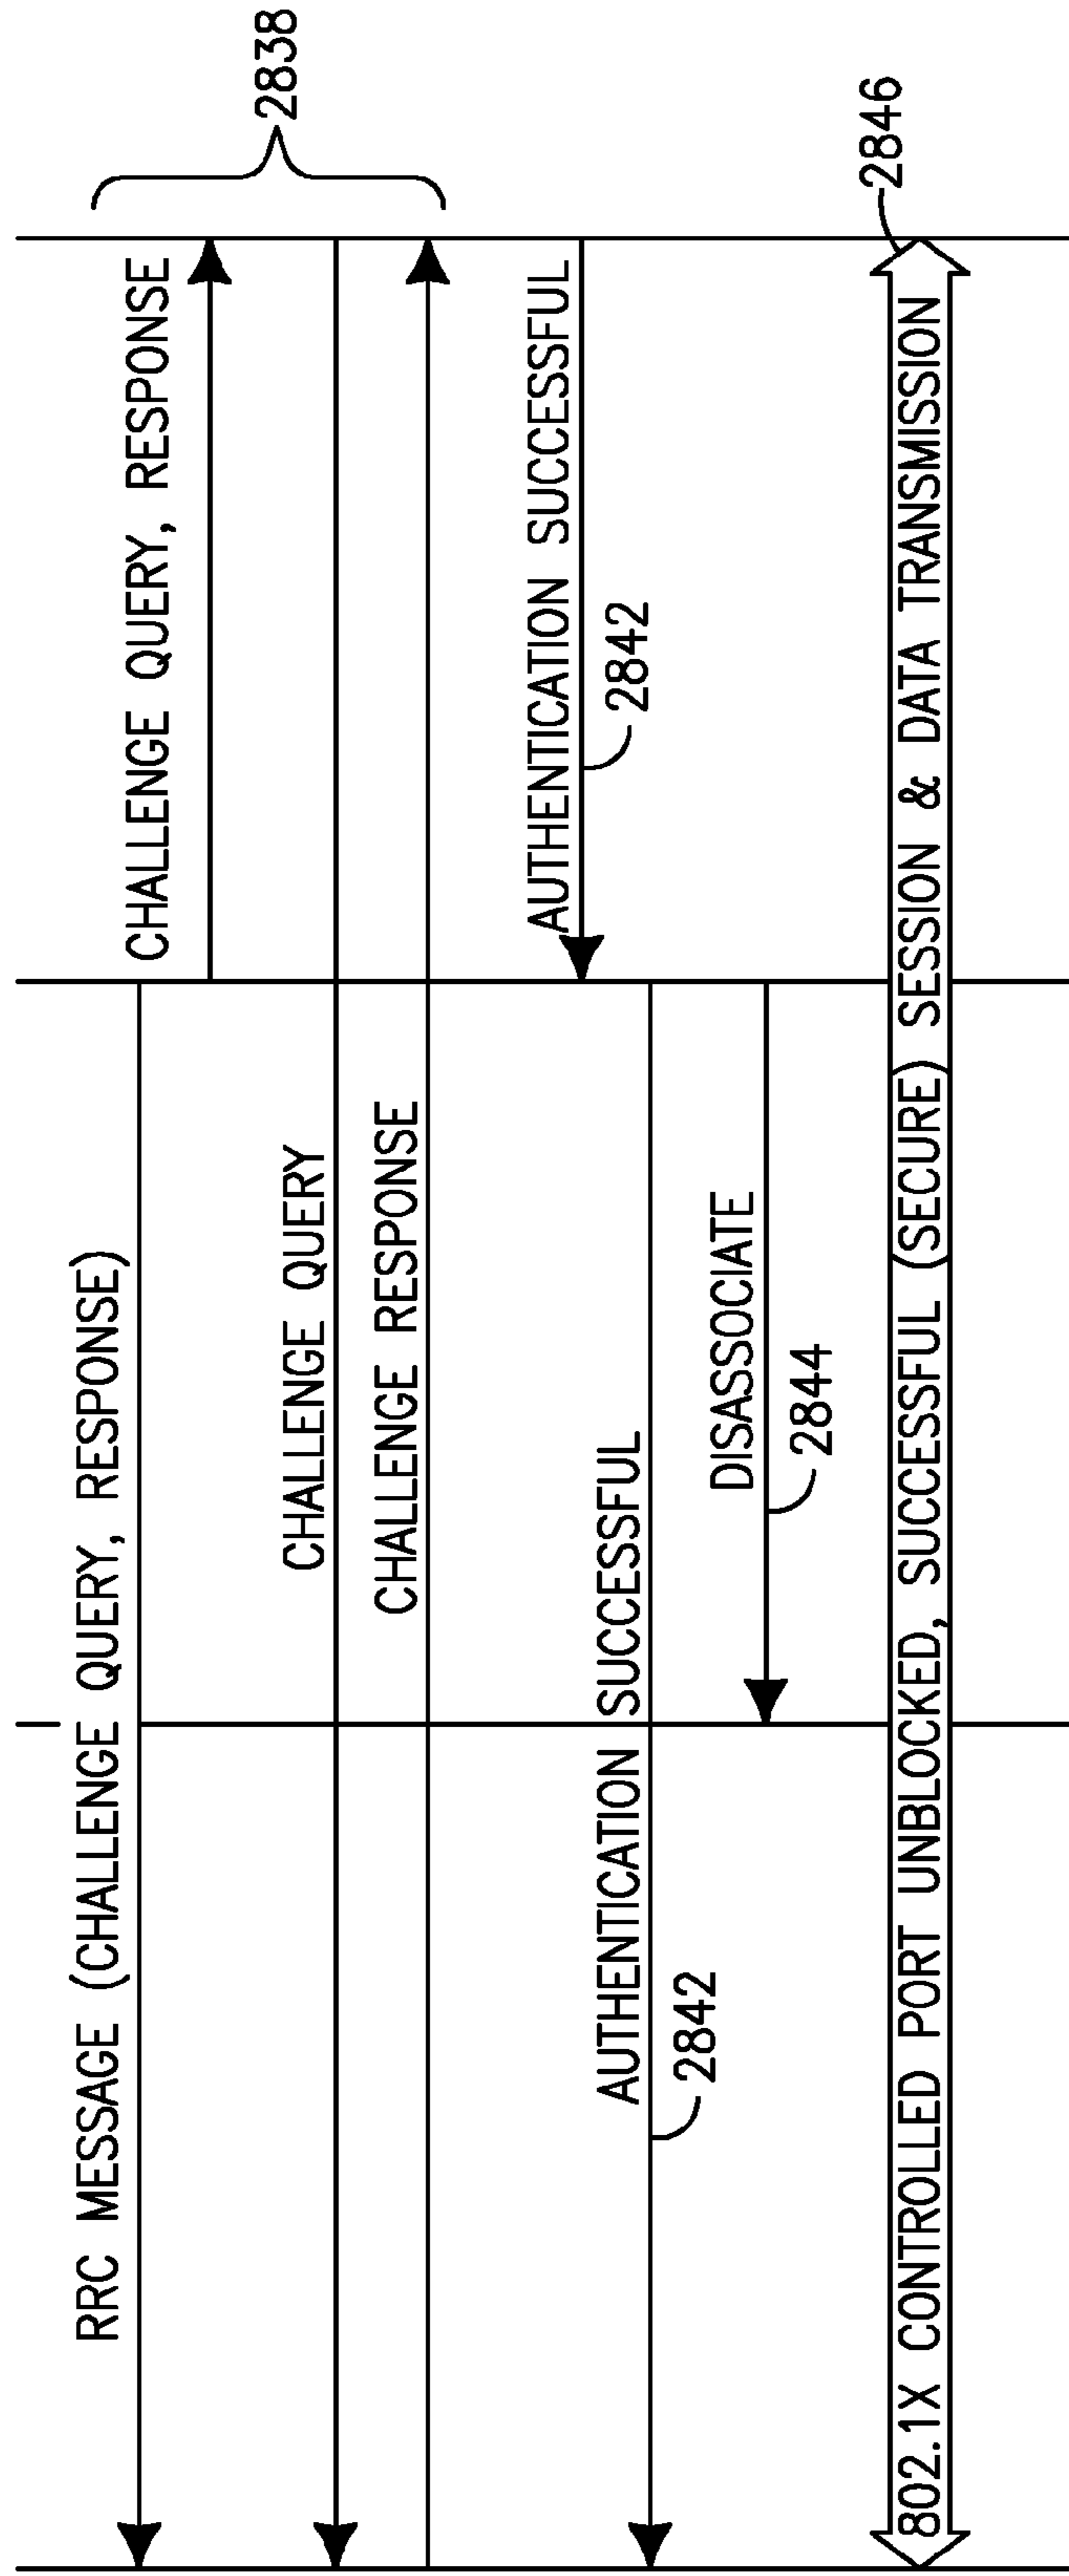 RRC MESSAGE (CHALLENGE QUERY, RESPONSE)
CHALLENGE QUERY, RESPONSE
2838
CHALLENGE QUERY
CHALLENGE RESPONSE
AUTHENTICATION SUCCESSFUL
2842
AUTHENTICATION SUCCESSFUL
2842
DISASSOCIATE
2844
2846
802.1X CONTROLLED PORT UNBLOCKED, SUCCESSFUL (SECURE) SESSION & DATA TRANSMISSION